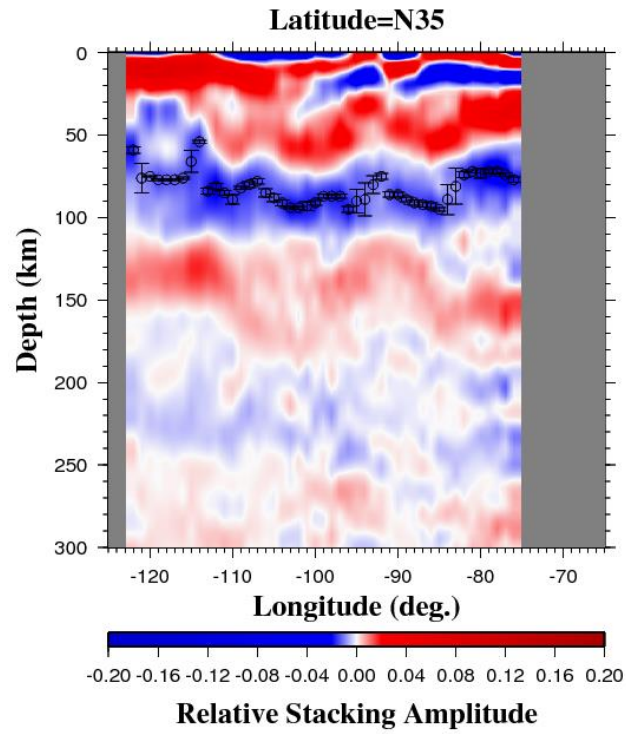 Latitude=N35
0
50
100
150
200
250
300
Depth (km)
-120 -110 -100 -90 -80 -70
Longitude (deg.)
-0.20 -0.16 -0.12 -0.08 -0.04 0.00 0.04 0.08 0.12 0.16 0.20
Relative Stacking Amplitude